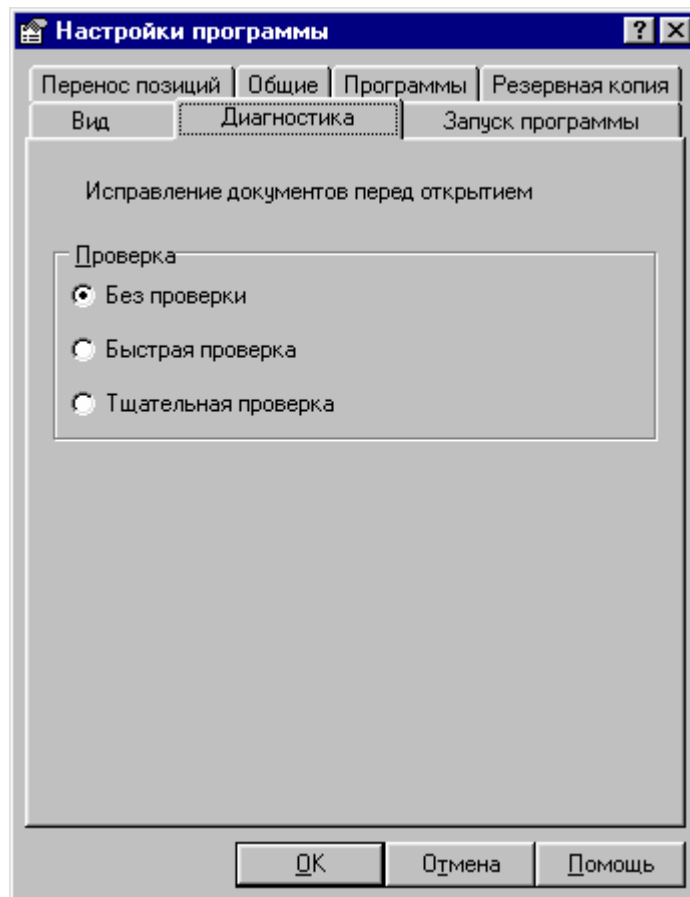 Настройки программы
Перенос позиций Общие Программы Резервная копия
Вид Диагностика Запуск программы
Исправление документов перед открытием
Проверка
Без проверки
Быстрая проверка
Тщательная проверка
OK Отмена Помощь